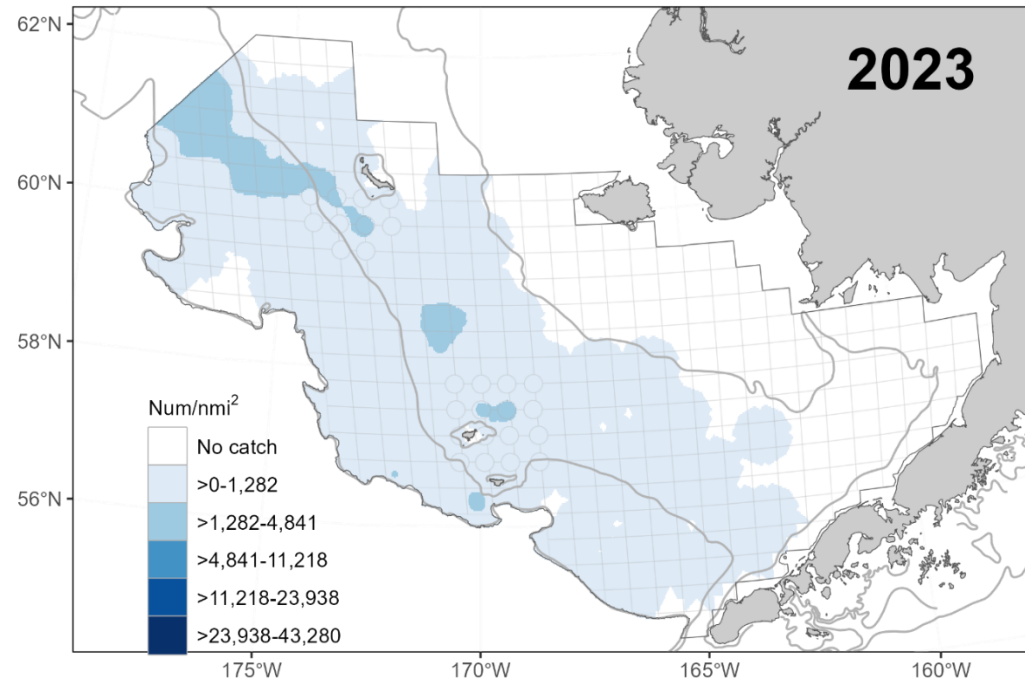 62°N
2023
60°N
58°N
56°N
Num/nmi²
No catch
>0-1,282
>1,282-4,841
>4,841-11,218
>11,218-23,938
>23,938-43,280
175°W 170°W 165°W 160°W